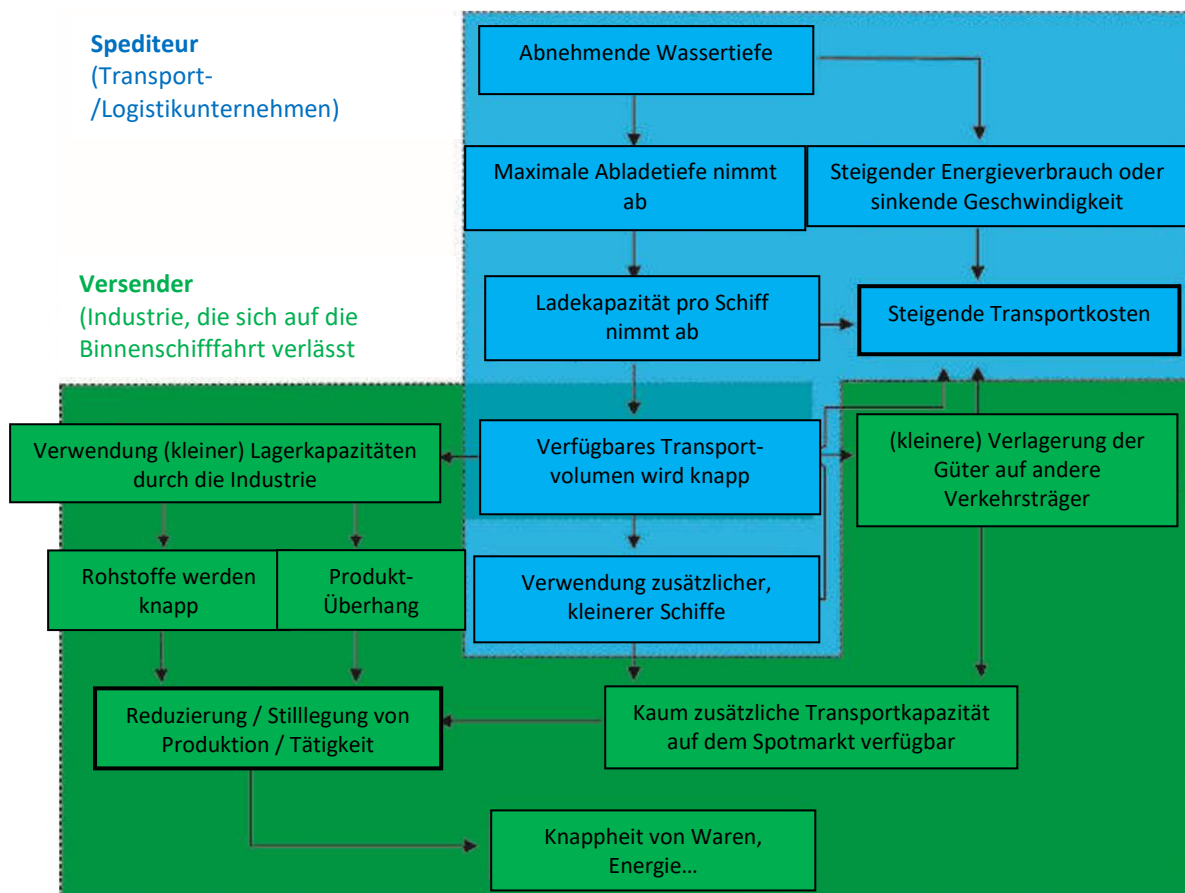 Spediteur
(Transport-
/Logistikunternehmen)
Abnehmende Wassertiefe
Maximale Abladetiefe nimmt
ab
Steigender Energieverbrauch oder
sinkende Geschwindigkeit
Versender
(Industrie, die sich auf die
Binnenschifffahrt verlässt
Ladekapazität pro Schiff
nimmt ab
Steigende Transportkosten
Verwendung (kleiner) Lagerkapazitäten
durch die Industrie
Verfügbares Transport-
volumen wird knapp
(kleinere) Verlagerung der
Güter auf andere
Verkehrsträger
Rohstoffe werden
knapp
Produkt-
Überhang
Verwendung zusätzlicher,
kleinerer Schiffe
Reduzierung / Stilllegung von
Produktion / Tätigkeit
Kaum zusätzliche Transportkapazität
auf dem Spotmarkt verfügbar
Knappheit von Waren,
Energie…